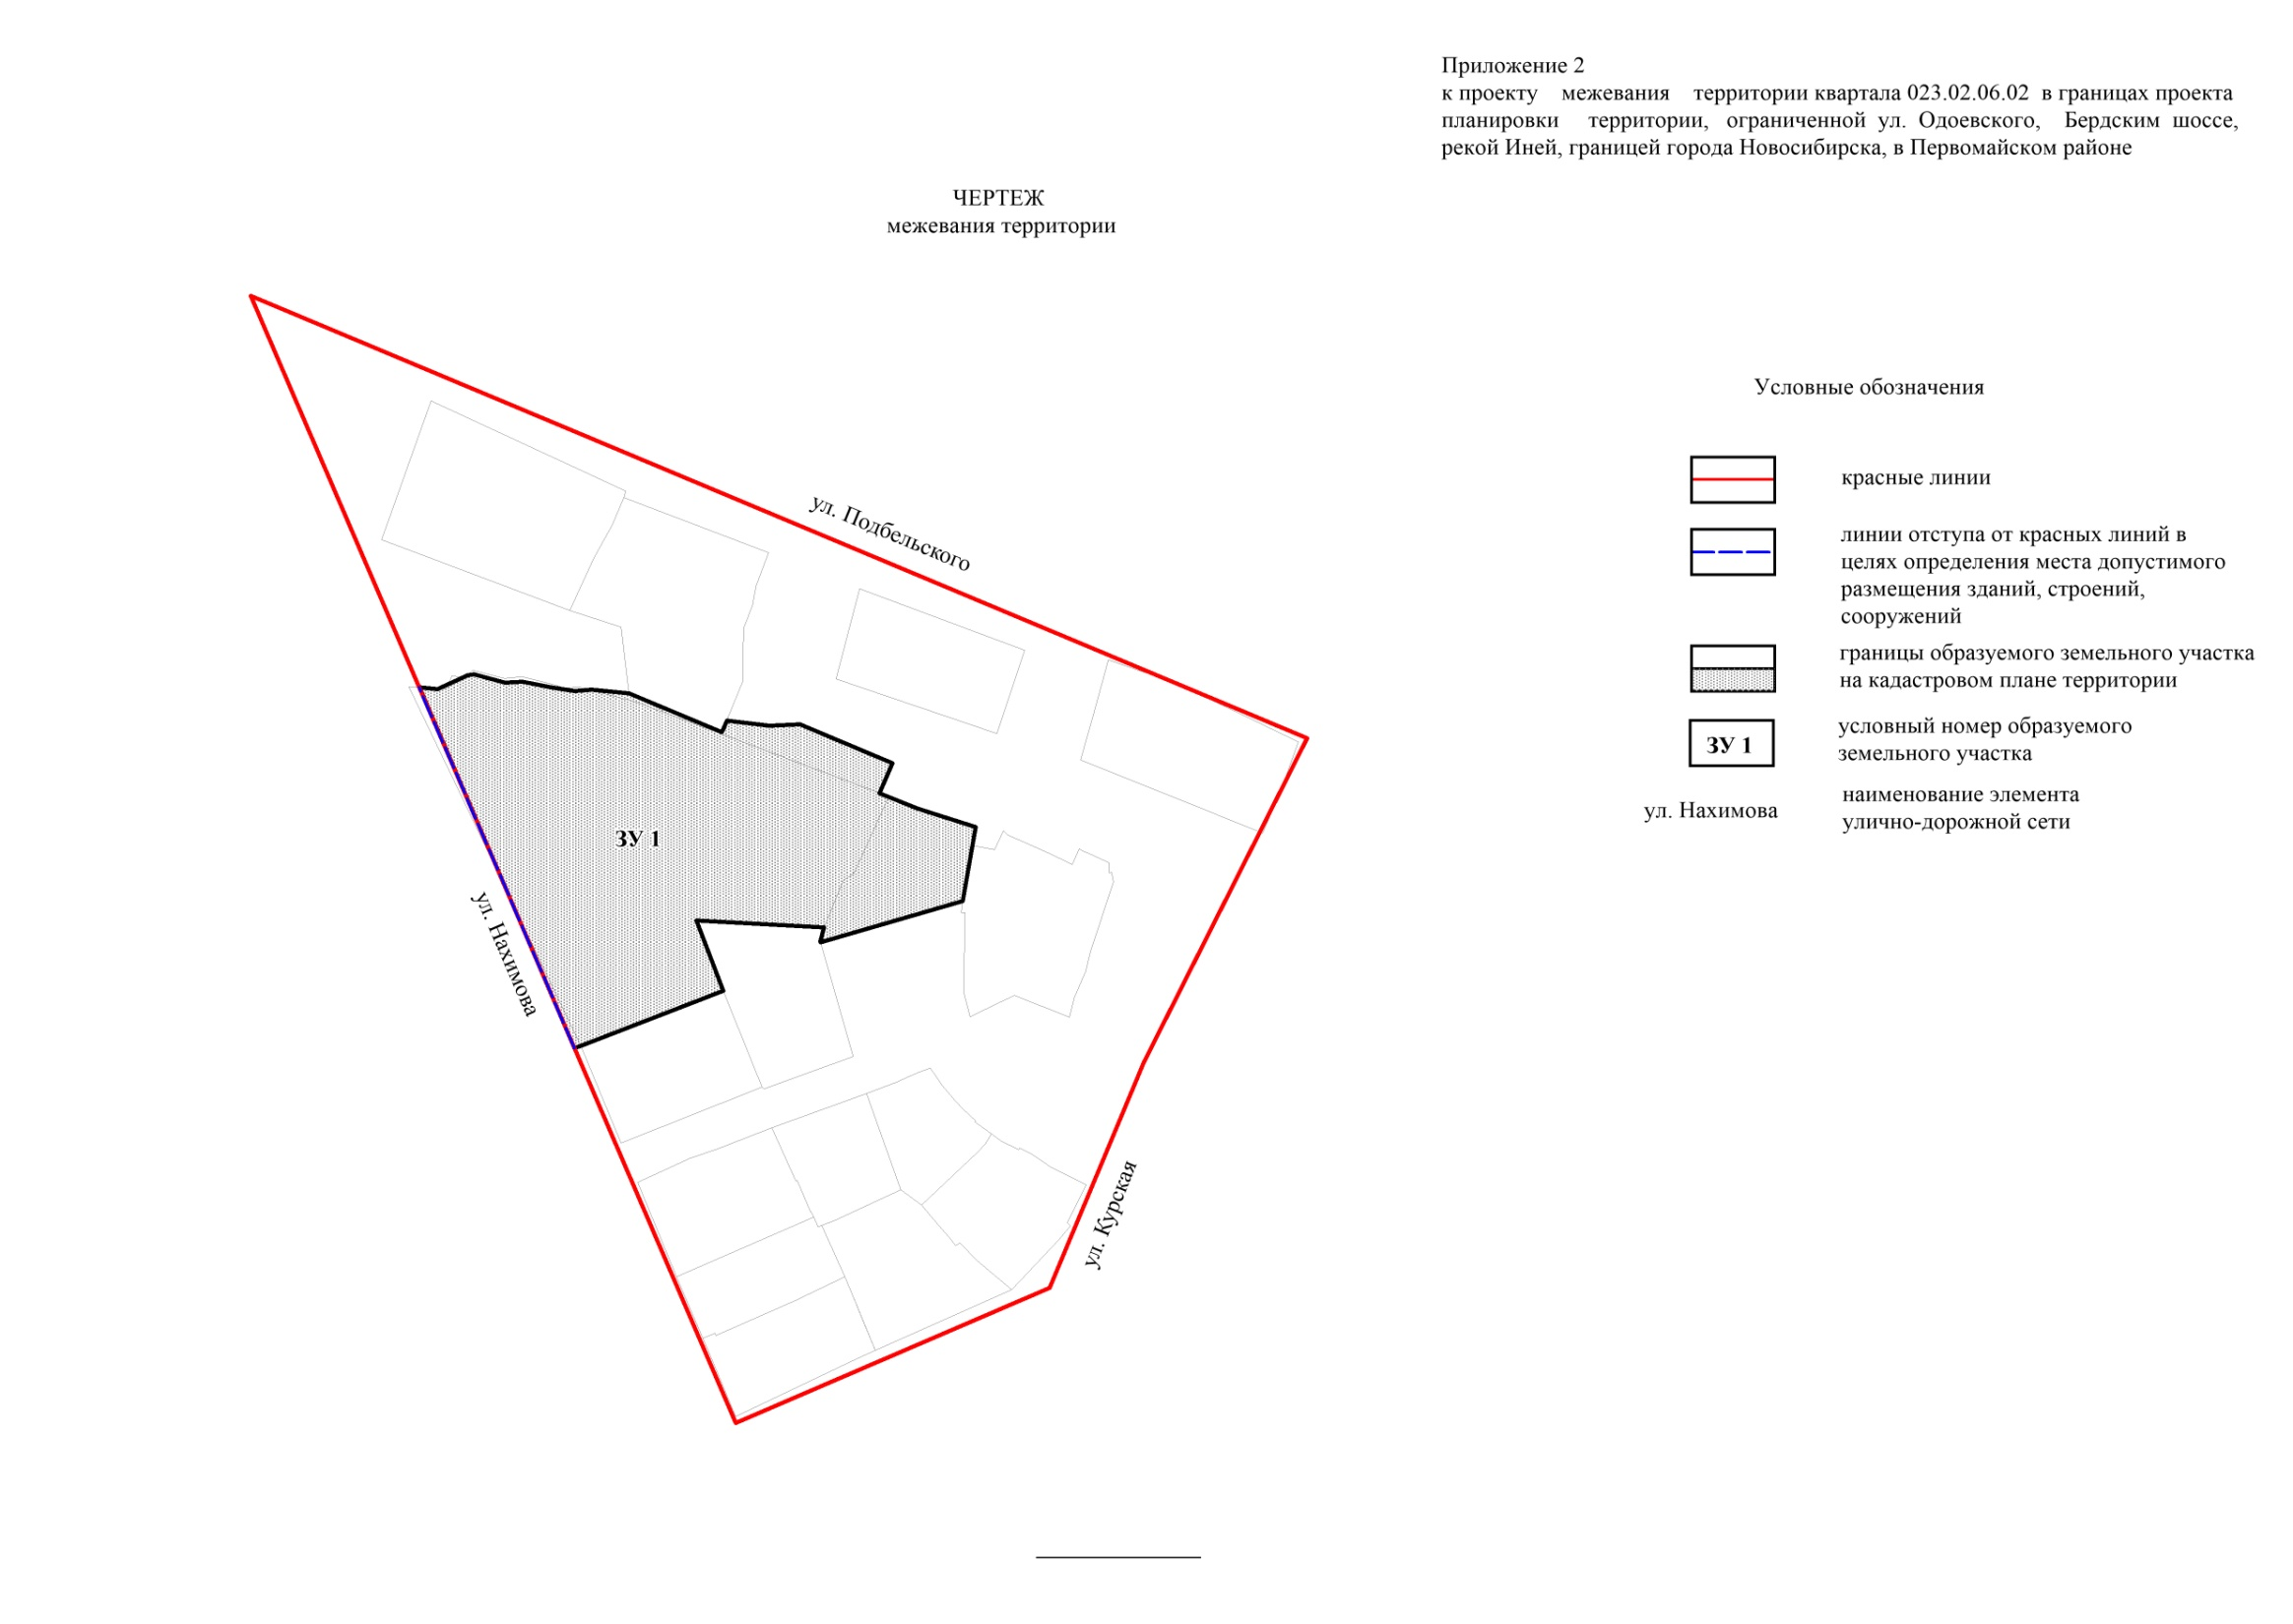 Приложение 2
к проекту межевания территории квартала 023.02.06.02 в границах проекта
планировки территории, ограниченной ул. Одоевского, Бердским шоссе,
рекой Иней, границей города Новосибирска, в Первомайском районе
ЧЕРТЕЖ
межевания территории
Условные обозначения
красные линии
линии отступа от красных линий в
целях определения места допустимого
размещения зданий, строений,
сооружений
границы образуемого земельного участка
на кадастровом плане территории
ЗУ 1
условный номер образуемого
земельного участка
ул. Нахимова
наименование элемента
улично-дорожной сети
ул. Подбельского
ЗУ 1
ул. Нахимова
ул. Курская